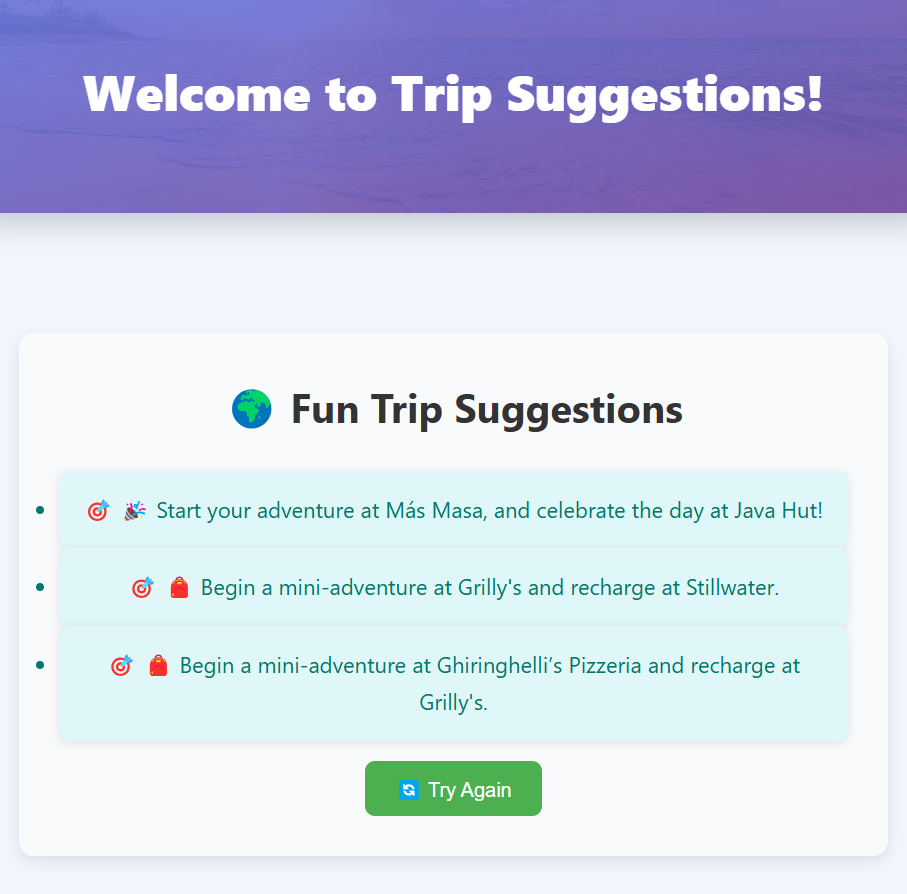 Welcome to Trip Suggestions!
🌍 Fun Trip Suggestions
• 🎯 🎉 Start your adventure at Más Masa, and celebrate the day at Java Hut!
• 🎯 🎒 Begin a mini-adventure at Grilly's and recharge at Stillwater.
• 🎯 🎒 Begin a mini-adventure at Ghiringhelli’s Pizzeria and recharge at
Grilly's.
🔄 Try Again